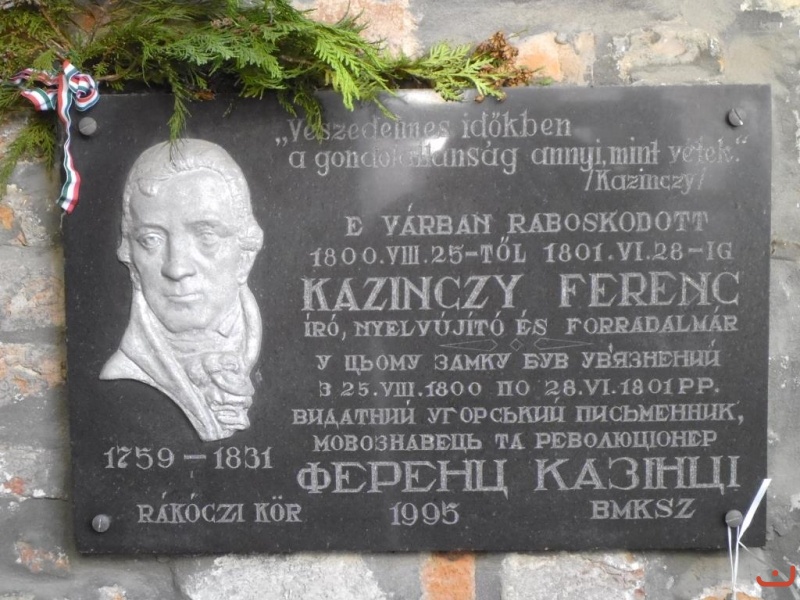 „Veszedelmes időkben
a gondolatlanság annyi, mint vétek."
/Kazinczy/
E VÁRBAN RABOSKODOTT
1800.VIII.25-TŐL 1801.VI.28-IG
KAZINCZY FERENC
ÍRÓ, NYELVÚJÍTÓ ÉS FORRADALMÁR
У ЦЬОМУ ЗАМКУ БУВ УВ'ЯЗНЕНИЙ
З 25.VIII.1800 ПО 28.VI.1801 РР.
ВИДАТНИЙ УГОРСЬКИЙ ПИСЬМЕННИК,
МОВОЗНАВЕЦЬ ТА РЕВОЛЮЦІОНЕР
ФЕРЕНЦ КАЗІНЦІ
1759 – 1831
RÁKÓCZI KÖR 1995 BMKSZ